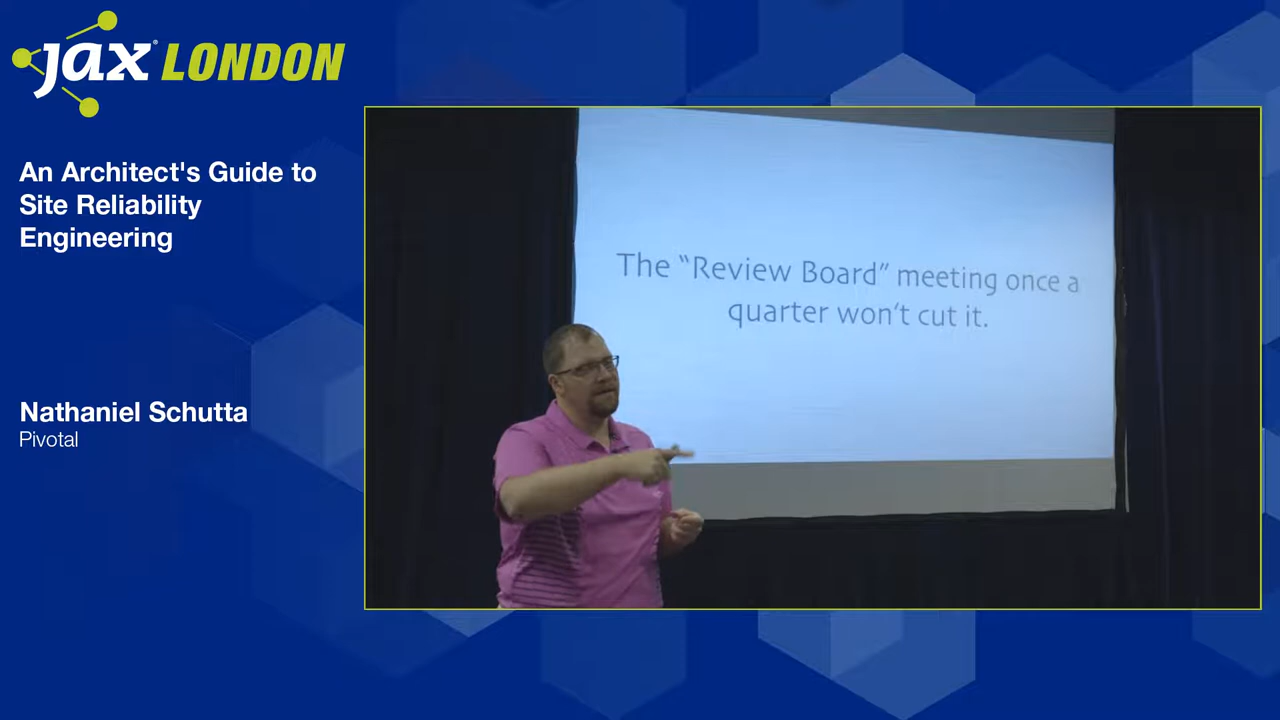 jax LONDON
An Architect's Guide to
Site Reliability
Engineering
Nathaniel Schutta
Pivotal
The “Review Board” meeting once a
quarter won’t cut it.